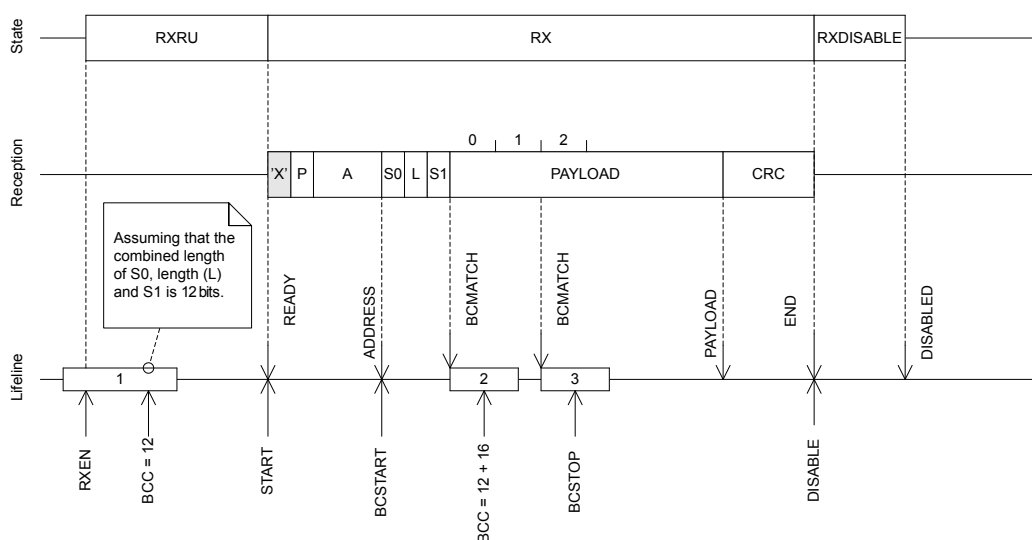 State
RXRU
RX
RXDISABLE
Reception
0
1
2
'X'
P
A
S0
L
S1
PAYLOAD
CRC
Assuming that the
combined length
of S0, length (L)
and S1 is 12 bits.
READY
ADDRESS
BCMATCH
BCMATCH
PAYLOAD
END
DISABLED
Lifeline
1
2
3
RXEN
BCC = 12
START
BCSTART
BCC = 12 + 16
BCSTOP
DISABLE